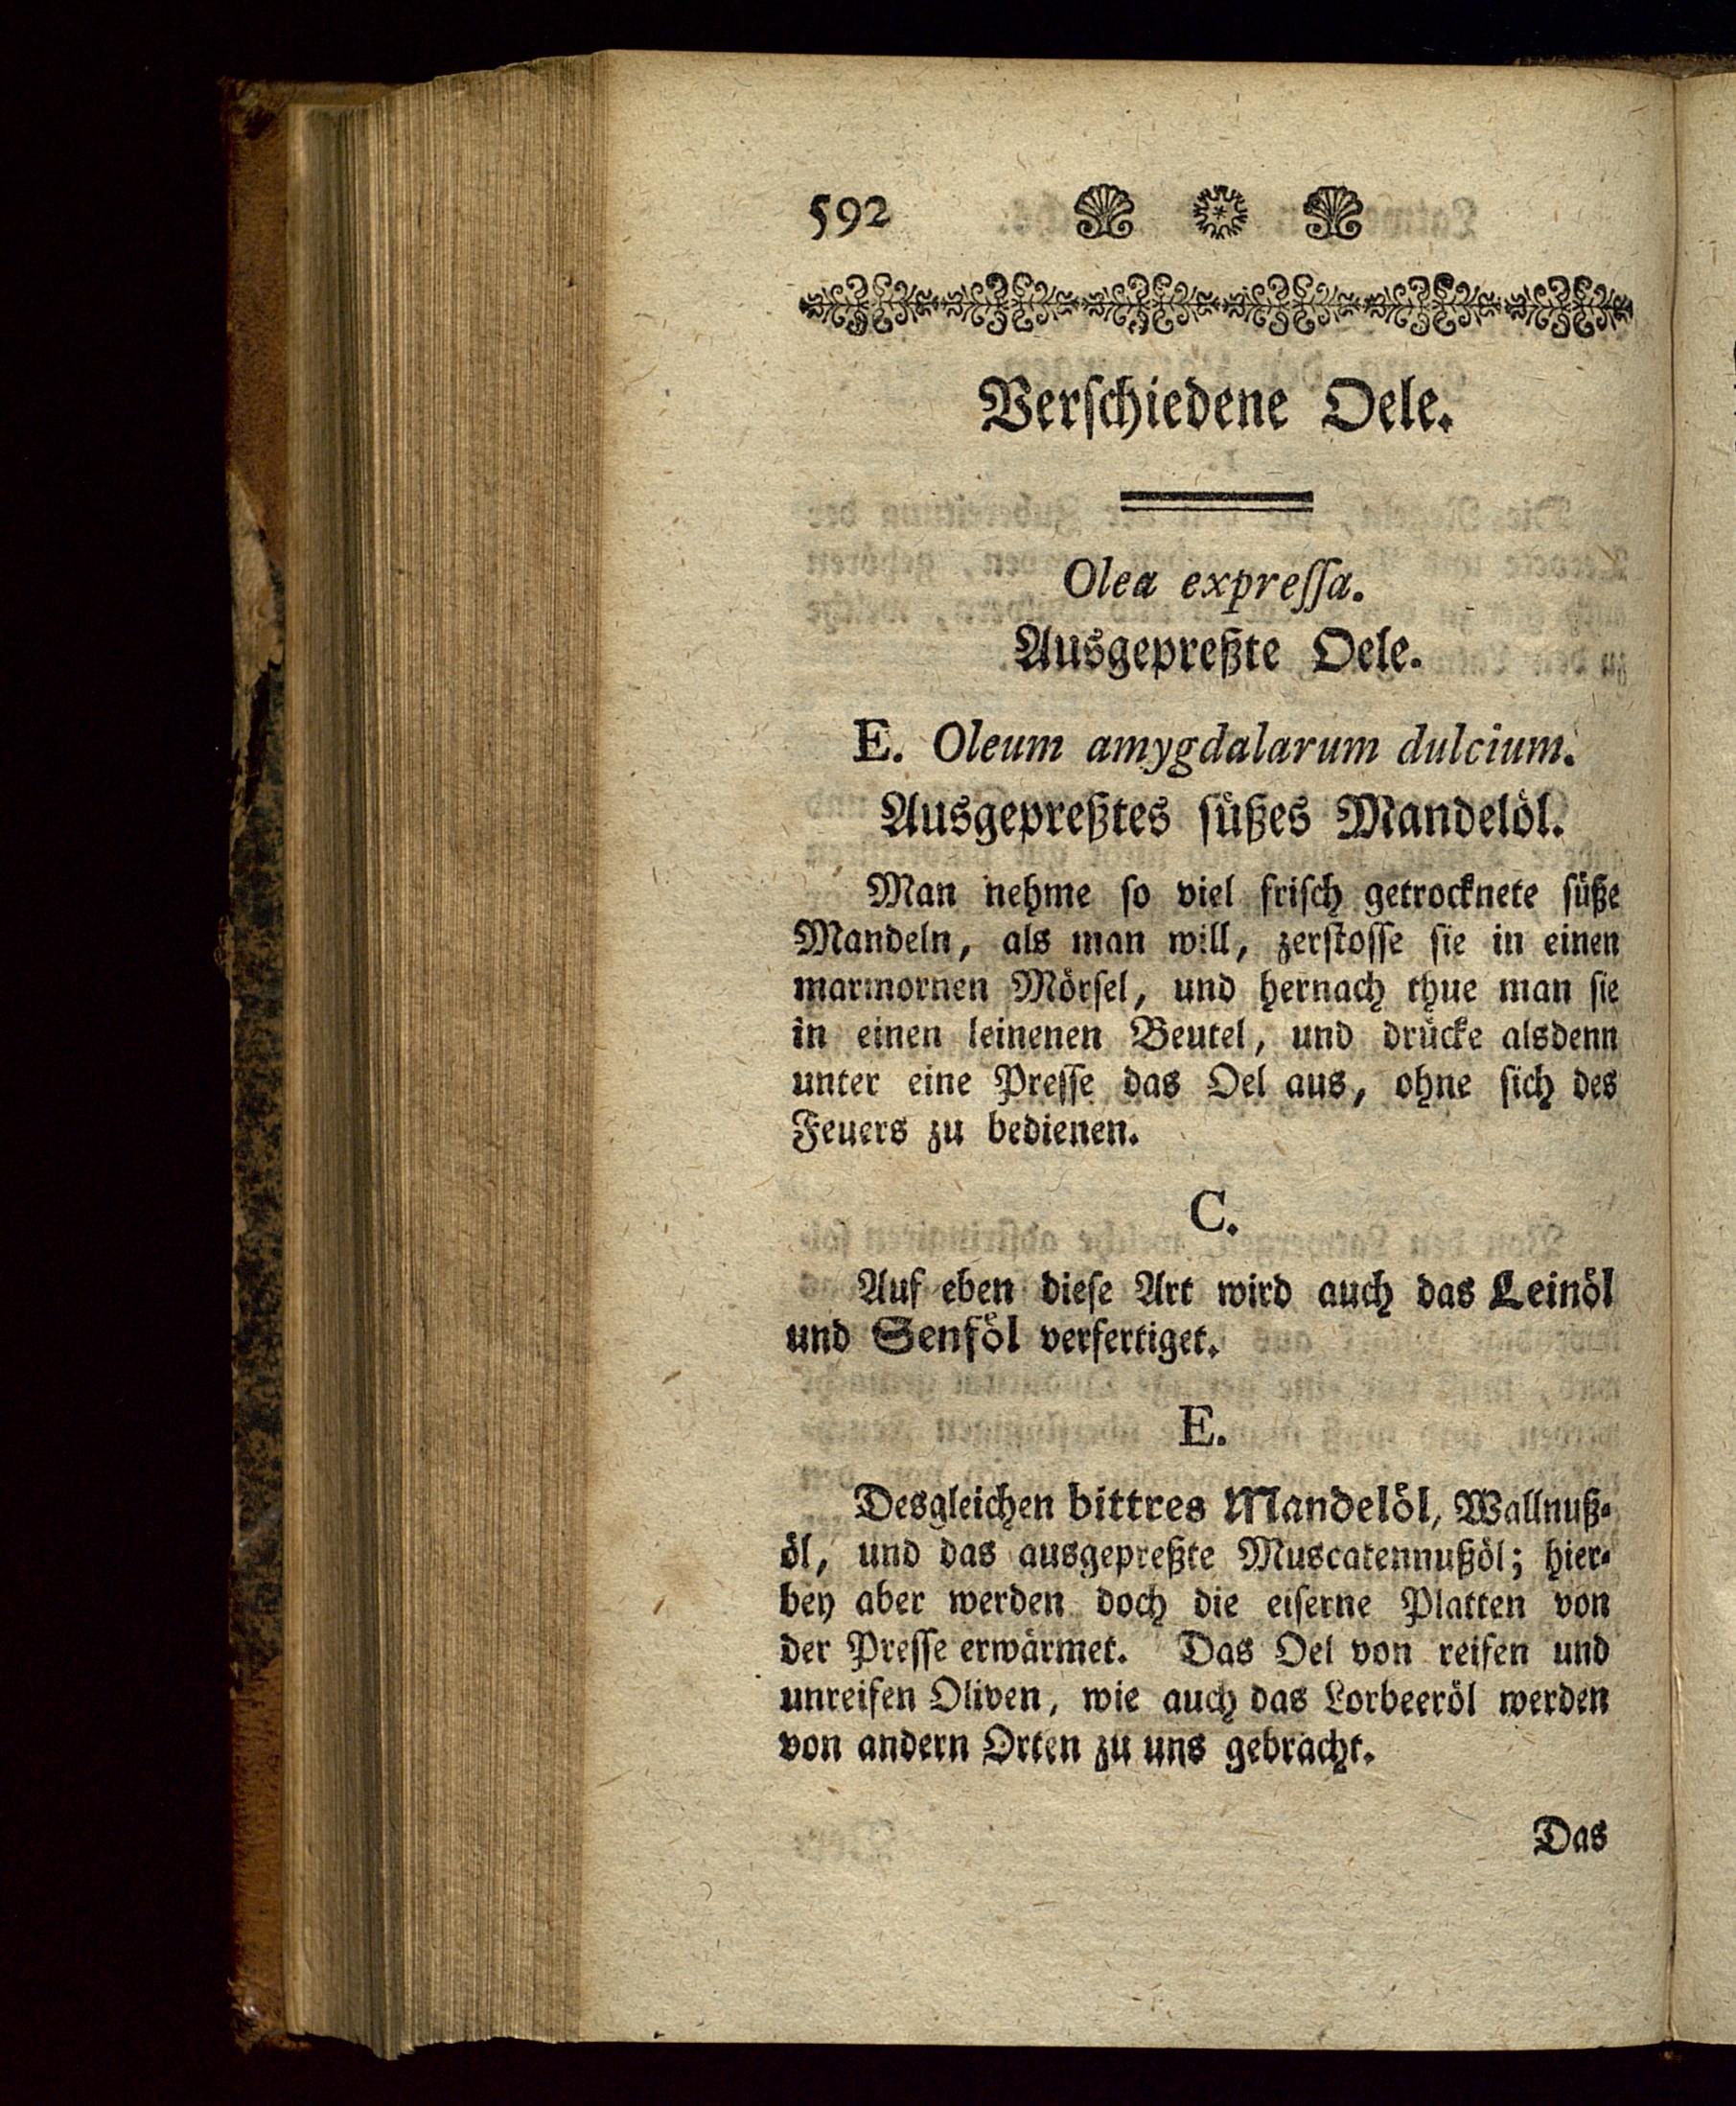 592
Verschiedene Oele.
Olea expressa.
Ausgepreßte Oele.
E. Oleum amygdalarum dulcium.
Ausgepreßtes süßes Mandelöl.
Man nehme so viel frisch getrocknete süße
Mandeln, als man will, zerstosse sie in einen
marmornen Mörsel, und hernach thue man sie
in einen leinenen Beutel, und drücke alsdenn
unter eine Presse das Oel aus, ohne sich des
Feuers zu bedienen.
C.
Auf eben diese Art wird auch das Leinöl
und Senföl verfertiget.
E.
Desgleichen bittres Mandelöl, Wallnuß-
öl, und das ausgepreßte Muscatennußöl; hier-
bey aber werden doch die eiserne Platten von
der Presse erwärmet. Das Oel von reifen und
unreifen Oliven, wie auch das Lorbeeröl werden
von andern Orten zu uns gebracht.
Das